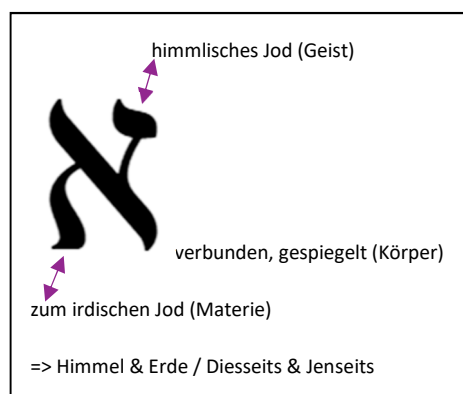 himmlisches Jod (Geist)
א
verbunden, gespiegelt (Körper)
zum irdischen Jod (Materie)
=> Himmel & Erde / Diesseits & Jenseits